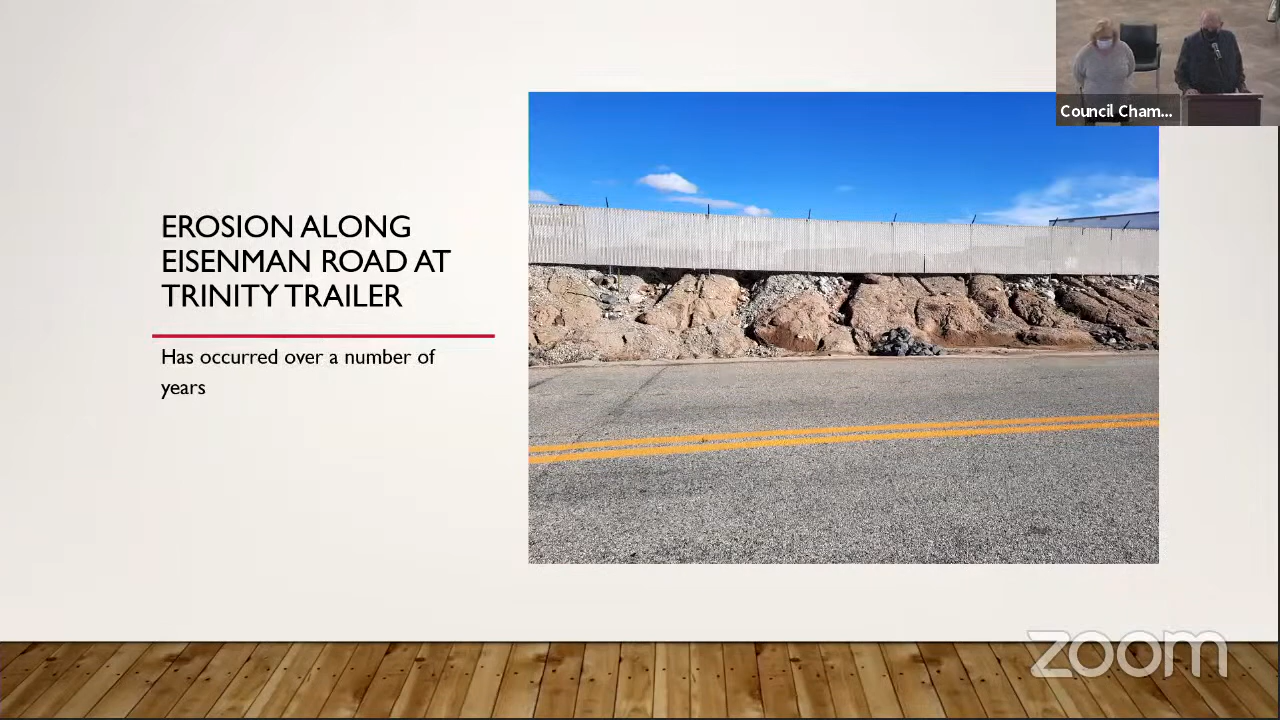 Council Cham...
EROSION ALONG
EISENMAN ROAD AT
TRINITY TRAILER
Has occurred over a number of
years
zoom